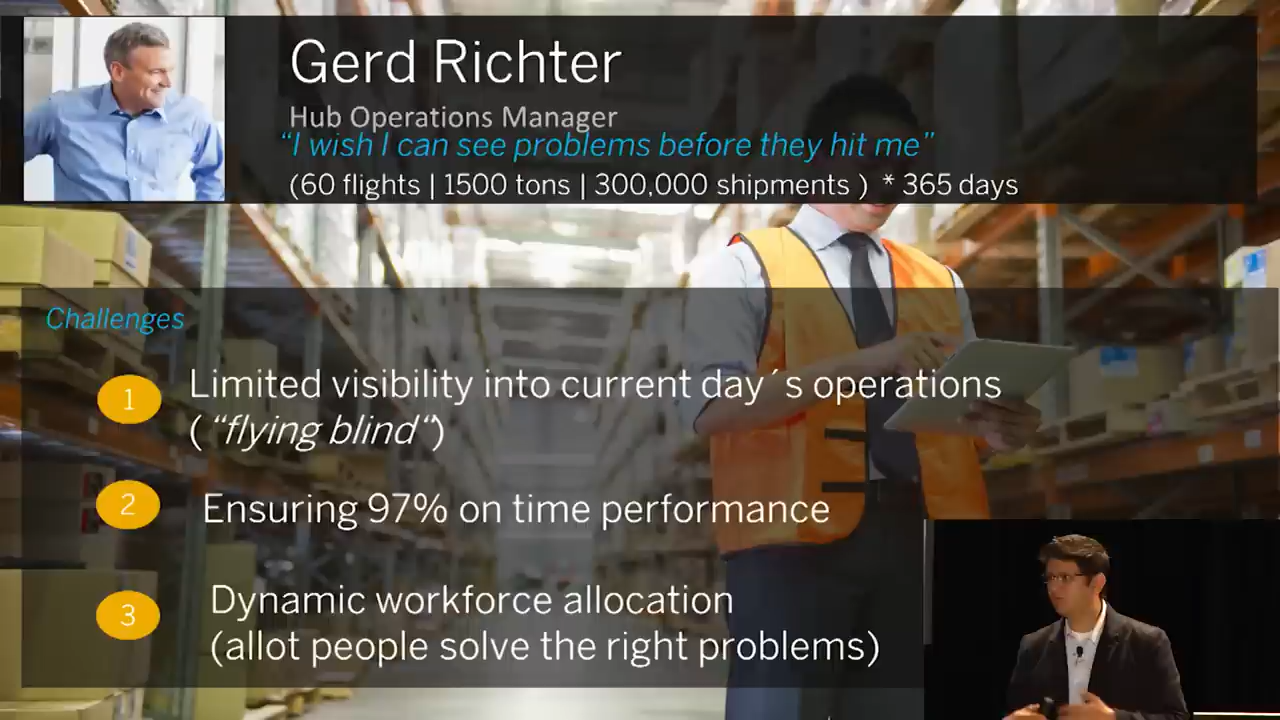 Gerd Richter
Hub Operations Manager
“I wish I can see problems before they hit me”
(60 flights | 1500 tons | 300,000 shipments ) * 365 days
Challenges
1 Limited visibility into current day´s operations
( “flying blind“)
2 Ensuring 97% on time performance
3 Dynamic workforce allocation
(allot people solve the right problems)